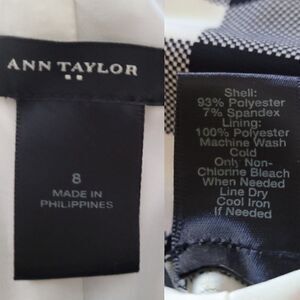 ANN TAYLOR
8
MADE IN
PHILIPPINES
Shell:
93% Polyester
7% Spandex
Lining:
100% Polyester
Machine Wash
Cold
Only Non-
Chlorine Bleach
When Needed
Line Dry
Cool Iron
If Needed